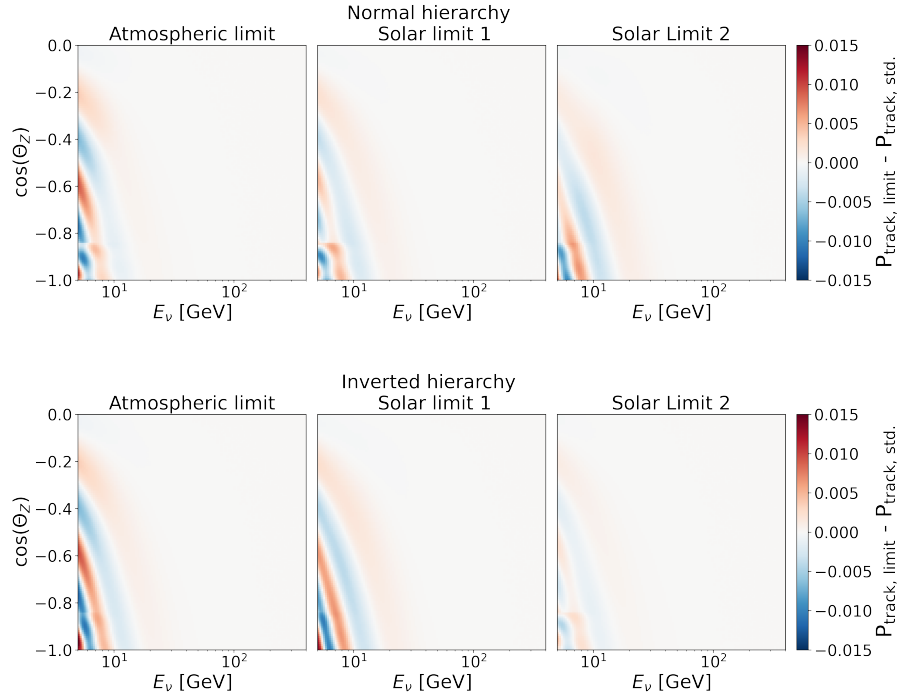 Normal hierarchy
Atmospheric limit Solar limit 1 Solar Limit 2
0.0
−0.2
−0.4
−0.6
−0.8
−1.0
cos(Θ_Z)
10^1 10^2 10^1 10^2 10^1 10^2
E_ν [GeV] E_ν [GeV] E_ν [GeV]
0.015
0.010
0.005
0.000
−0.005
−0.010
−0.015
P_track, limit - P_track, std.
Inverted hierarchy
Atmospheric limit Solar limit 1 Solar Limit 2
0.0
−0.2
−0.4
−0.6
−0.8
−1.0
cos(Θ_Z)
10^1 10^2 10^1 10^2 10^1 10^2
E_ν [GeV] E_ν [GeV] E_ν [GeV]
0.015
0.010
0.005
0.000
−0.005
−0.010
−0.015
P_track, limit - P_track, std.